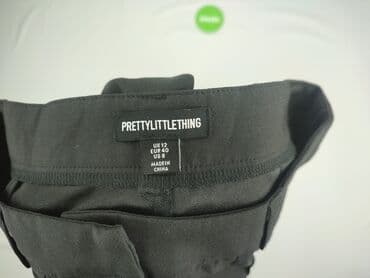 PRETTYLITTLETHING
UK 12
EUR 40
US 8
MADE IN
CHINA